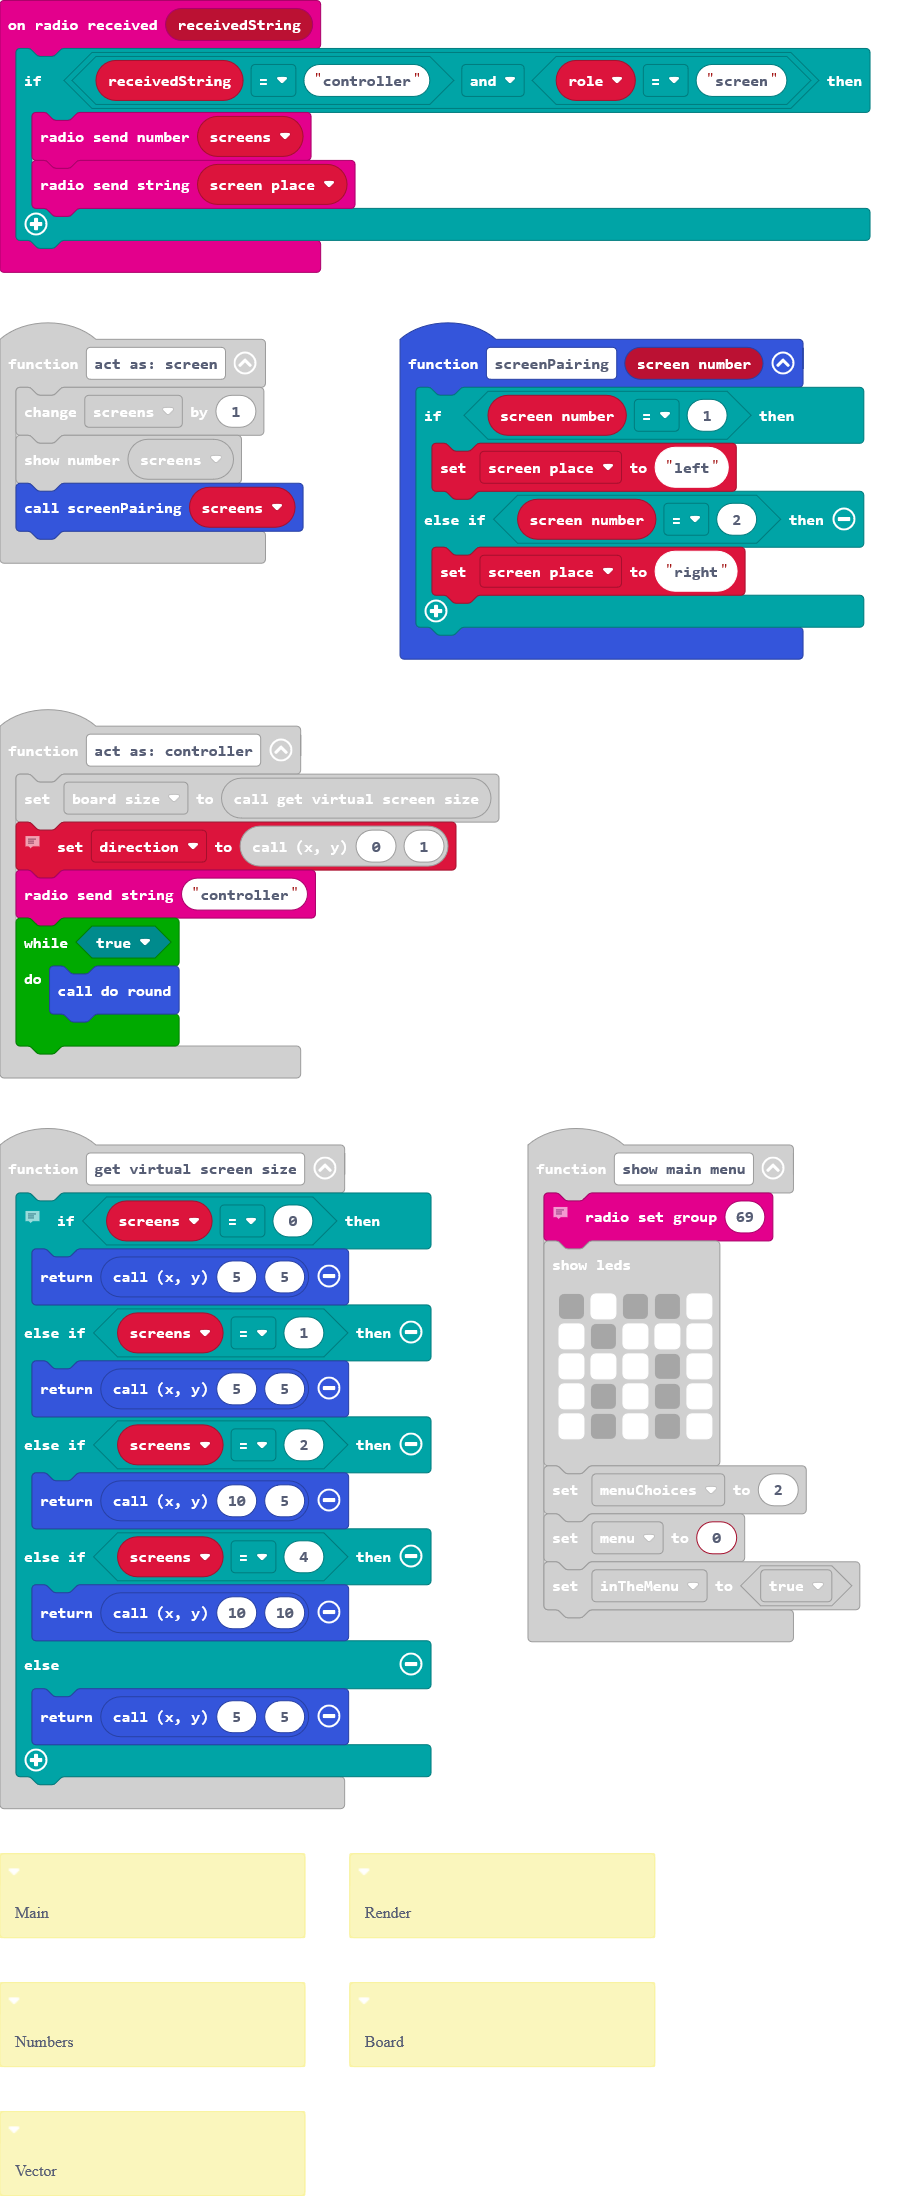 on radio received receivedString
if receivedString = "controller" and role = "screen" then
radio send number screens
radio send string screen place
function act as: screen
change screens by 1
show number screens
call screenPairing screens
function screenPairing screen number
if screen number = 1 then
set screen place to "left"
else if screen number = 2 then
set screen place to "right"
function act as: controller
set board size to call get virtual screen size
set direction to call (x, y) 0 1
radio send string "controller"
while true
do call do round
function get virtual screen size
if screens = 0 then
return call (x, y) 5 5
else if screens = 1 then
return call (x, y) 5 5
else if screens = 2 then
return call (x, y) 10 5
else if screens = 4 then
return call (x, y) 10 10
else
return call (x, y) 5 5
function show main menu
radio set group 69
show leds
set menuChoices to 2
set menu to 0
set inTheMenu to true
Main
Render
Numbers
Board
Vector